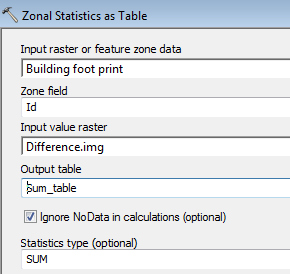 Zonal Statistics as Table
Input raster or feature zone data
Building foot print
Zone field
Id
Input value raster
Difference.img
Output table
Sum_table
Ignore NoData in calculations (optional)
Statistics type (optional)
SUM